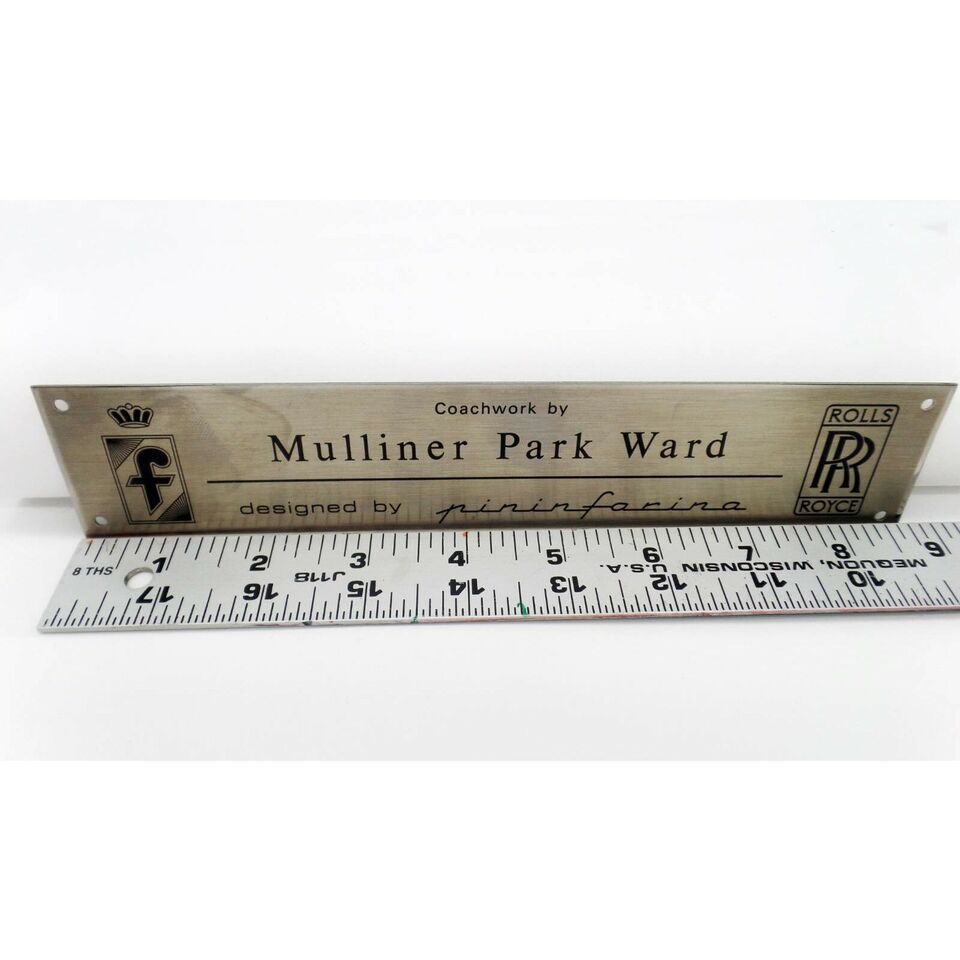 Coachwork by
Mulliner Park Ward
designed by pininfarina
f
ROLLS
RR
ROYCE
8 THS 1 2 3 4 5 6 7 8 9
17 16 J118 15 14 13 U.S.A. 12 MEQUON, WISCONSIN 11 10